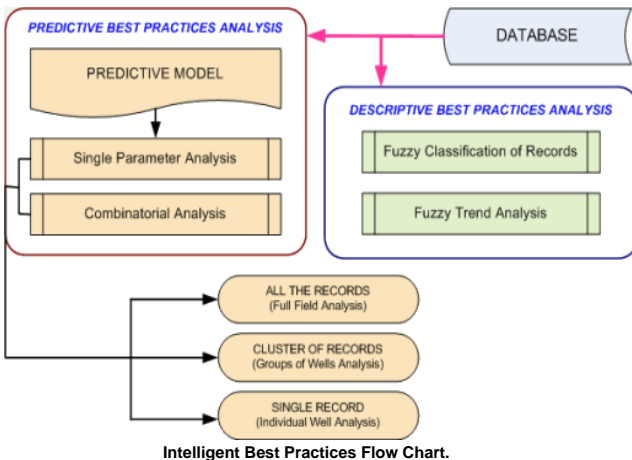 PREDICTIVE BEST PRACTICES ANALYSIS
PREDICTIVE MODEL
Single Parameter Analysis
Combinatorial Analysis
DATABASE
DESCRIPTIVE BEST PRACTICES ANALYSIS
Fuzzy Classification of Records
Fuzzy Trend Analysis
ALL THE RECORDS
(Full Field Analysis)
CLUSTER OF RECORDS
(Groups of Wells Analysis)
SINGLE RECORD
(Individual Well Analysis)
Intelligent Best Practices Flow Chart.